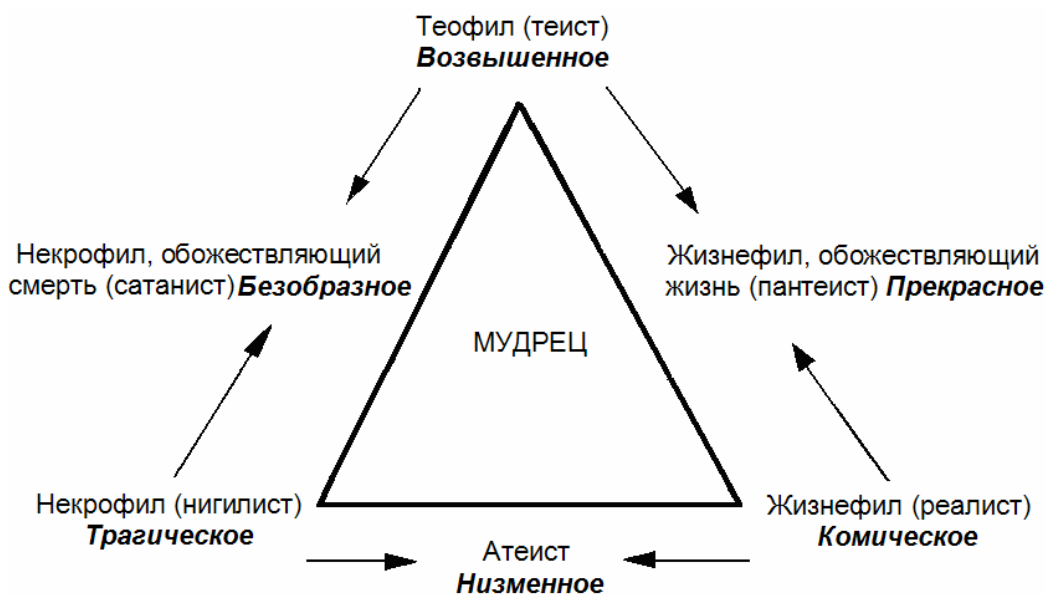 Теофил (теист)
Возвышенное
Некрофил, обожествляющий
смерть (сатанист) Безобразное
Жизнефил, обожествляющий
жизнь (пантеист) Прекрасное
МУДРЕЦ
Некрофил (нигилист)
Трагическое
Жизнефил (реалист)
Комическое
Атеист
Низменное